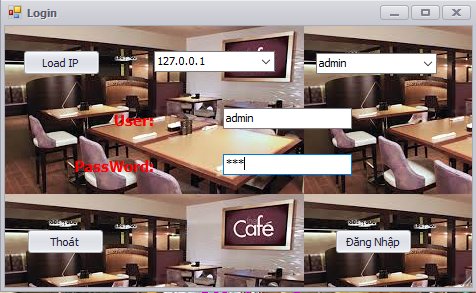 Login
Load IP
127.0.0.1
admin
User:
admin
PassWord:
***
Café
Thoát
Café
Đăng Nhập